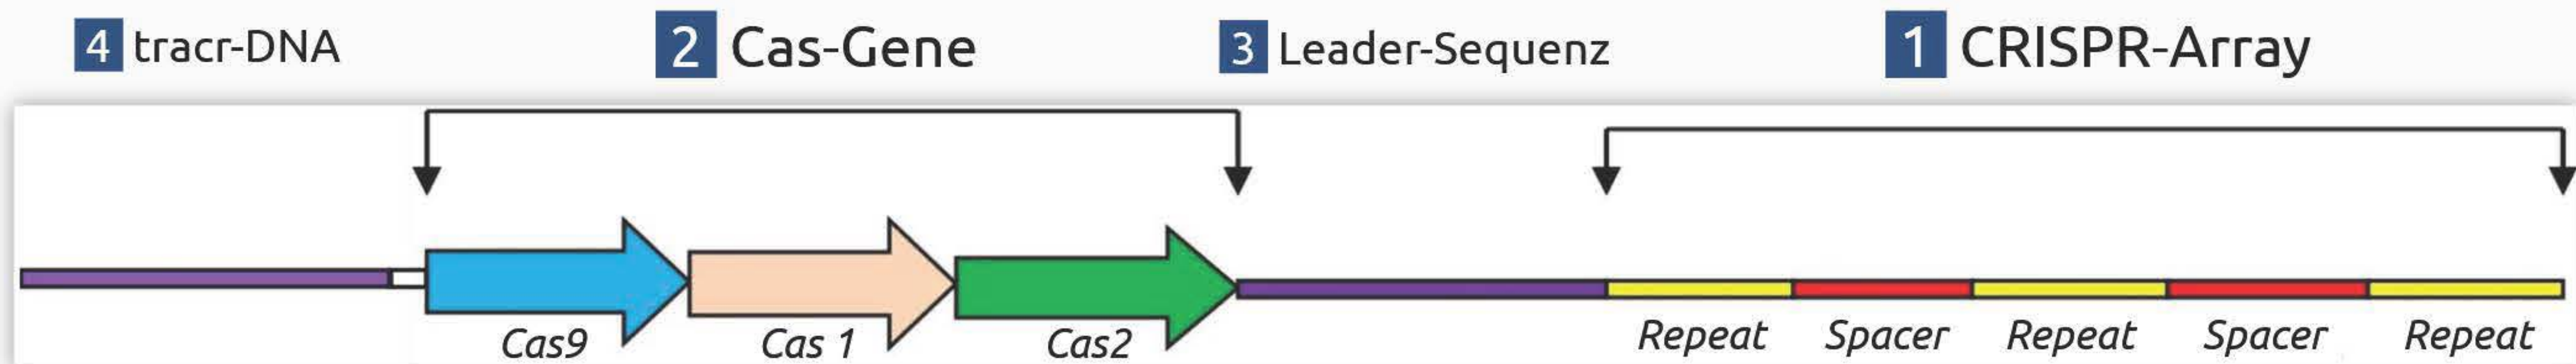 4 tracr-DNA 2 Cas-Gene 3 Leader-Sequenz 1 CRISPR-Array
Cas9 Cas 1 Cas2 Repeat Spacer Repeat Spacer Repeat